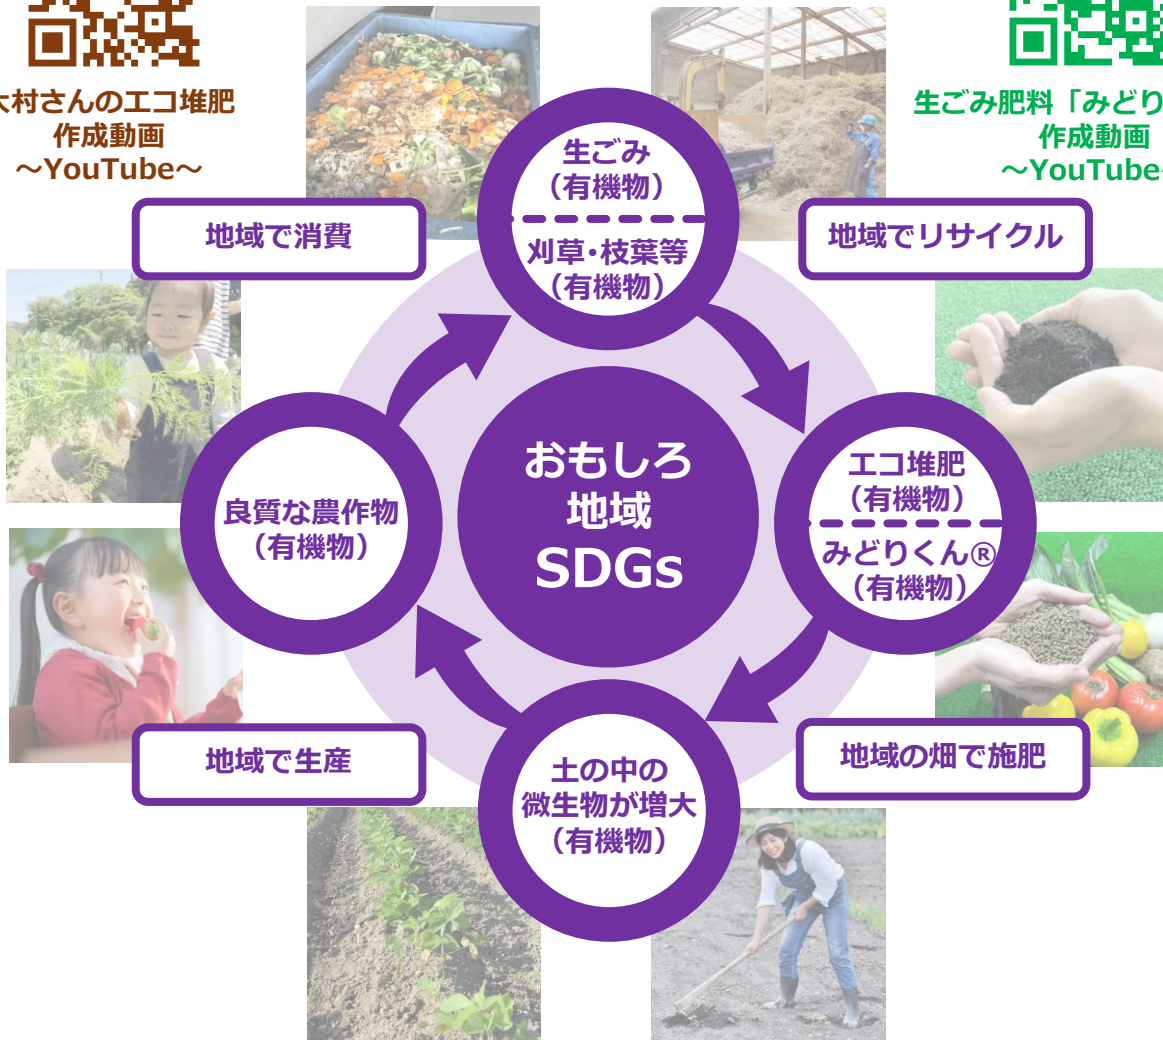 大村さんのエコ堆肥
作成動画
~YouTube~
生ごみ肥料「みどり
作成動画
~YouTube
地域で消費
生ごみ
(有機物)
刈草・枝葉等
(有機物)
地域でリサイクル
良質な農作物
(有機物)
おもしろ
地域
SDGs
エコ堆肥
(有機物)
みどりくん®
(有機物)
地域で生産
土の中の
微生物が増大
(有機物)
地域の畑で施肥